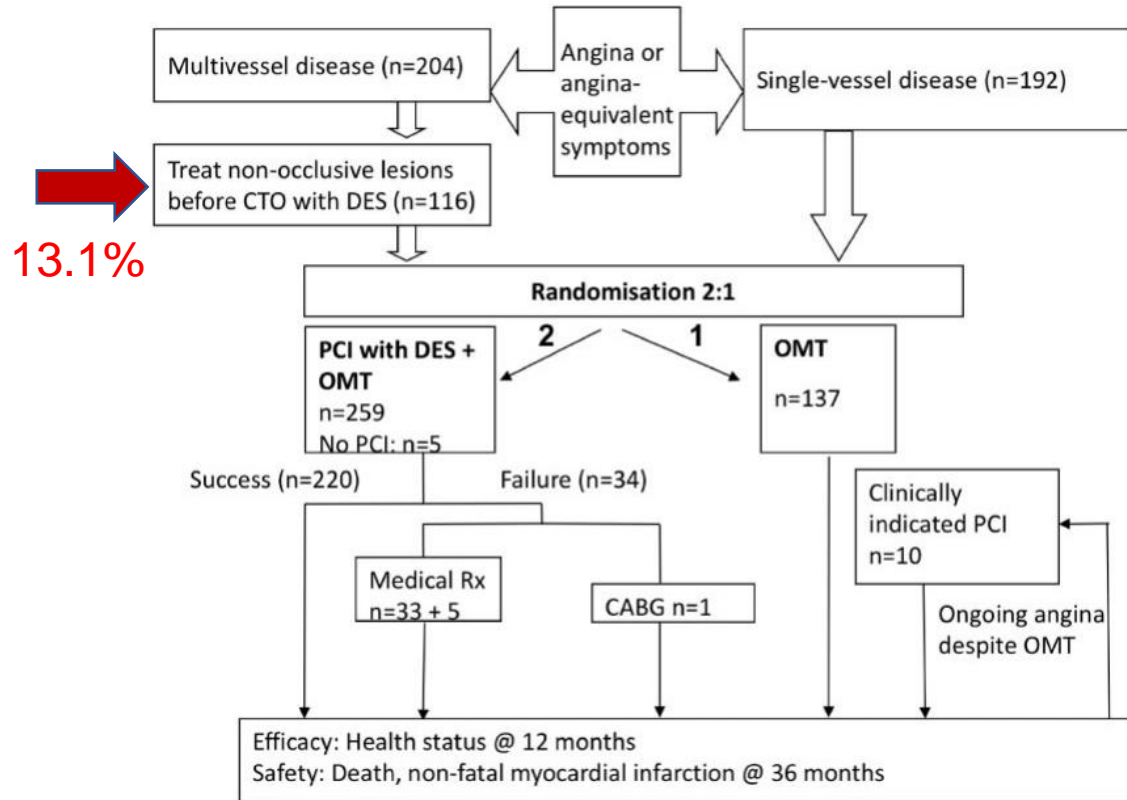 Multivessel disease (n=204)
Angina or
angina-
equivalent
symptoms
Single-vessel disease (n=192)
Treat non-occlusive lesions
before CTO with DES (n=116)
13.1%
Randomisation 2:1
PCI with DES +
OMT
n=259
No PCI: n=5
2
1
OMT
n=137
Success (n=220)
Failure (n=34)
Clinically
indicated PCI
n=10
Medical Rx
n=33 + 5
CABG n=1
Ongoing angina
despite OMT
Efficacy: Health status @ 12 months
Safety: Death, non-fatal myocardial infarction @ 36 months